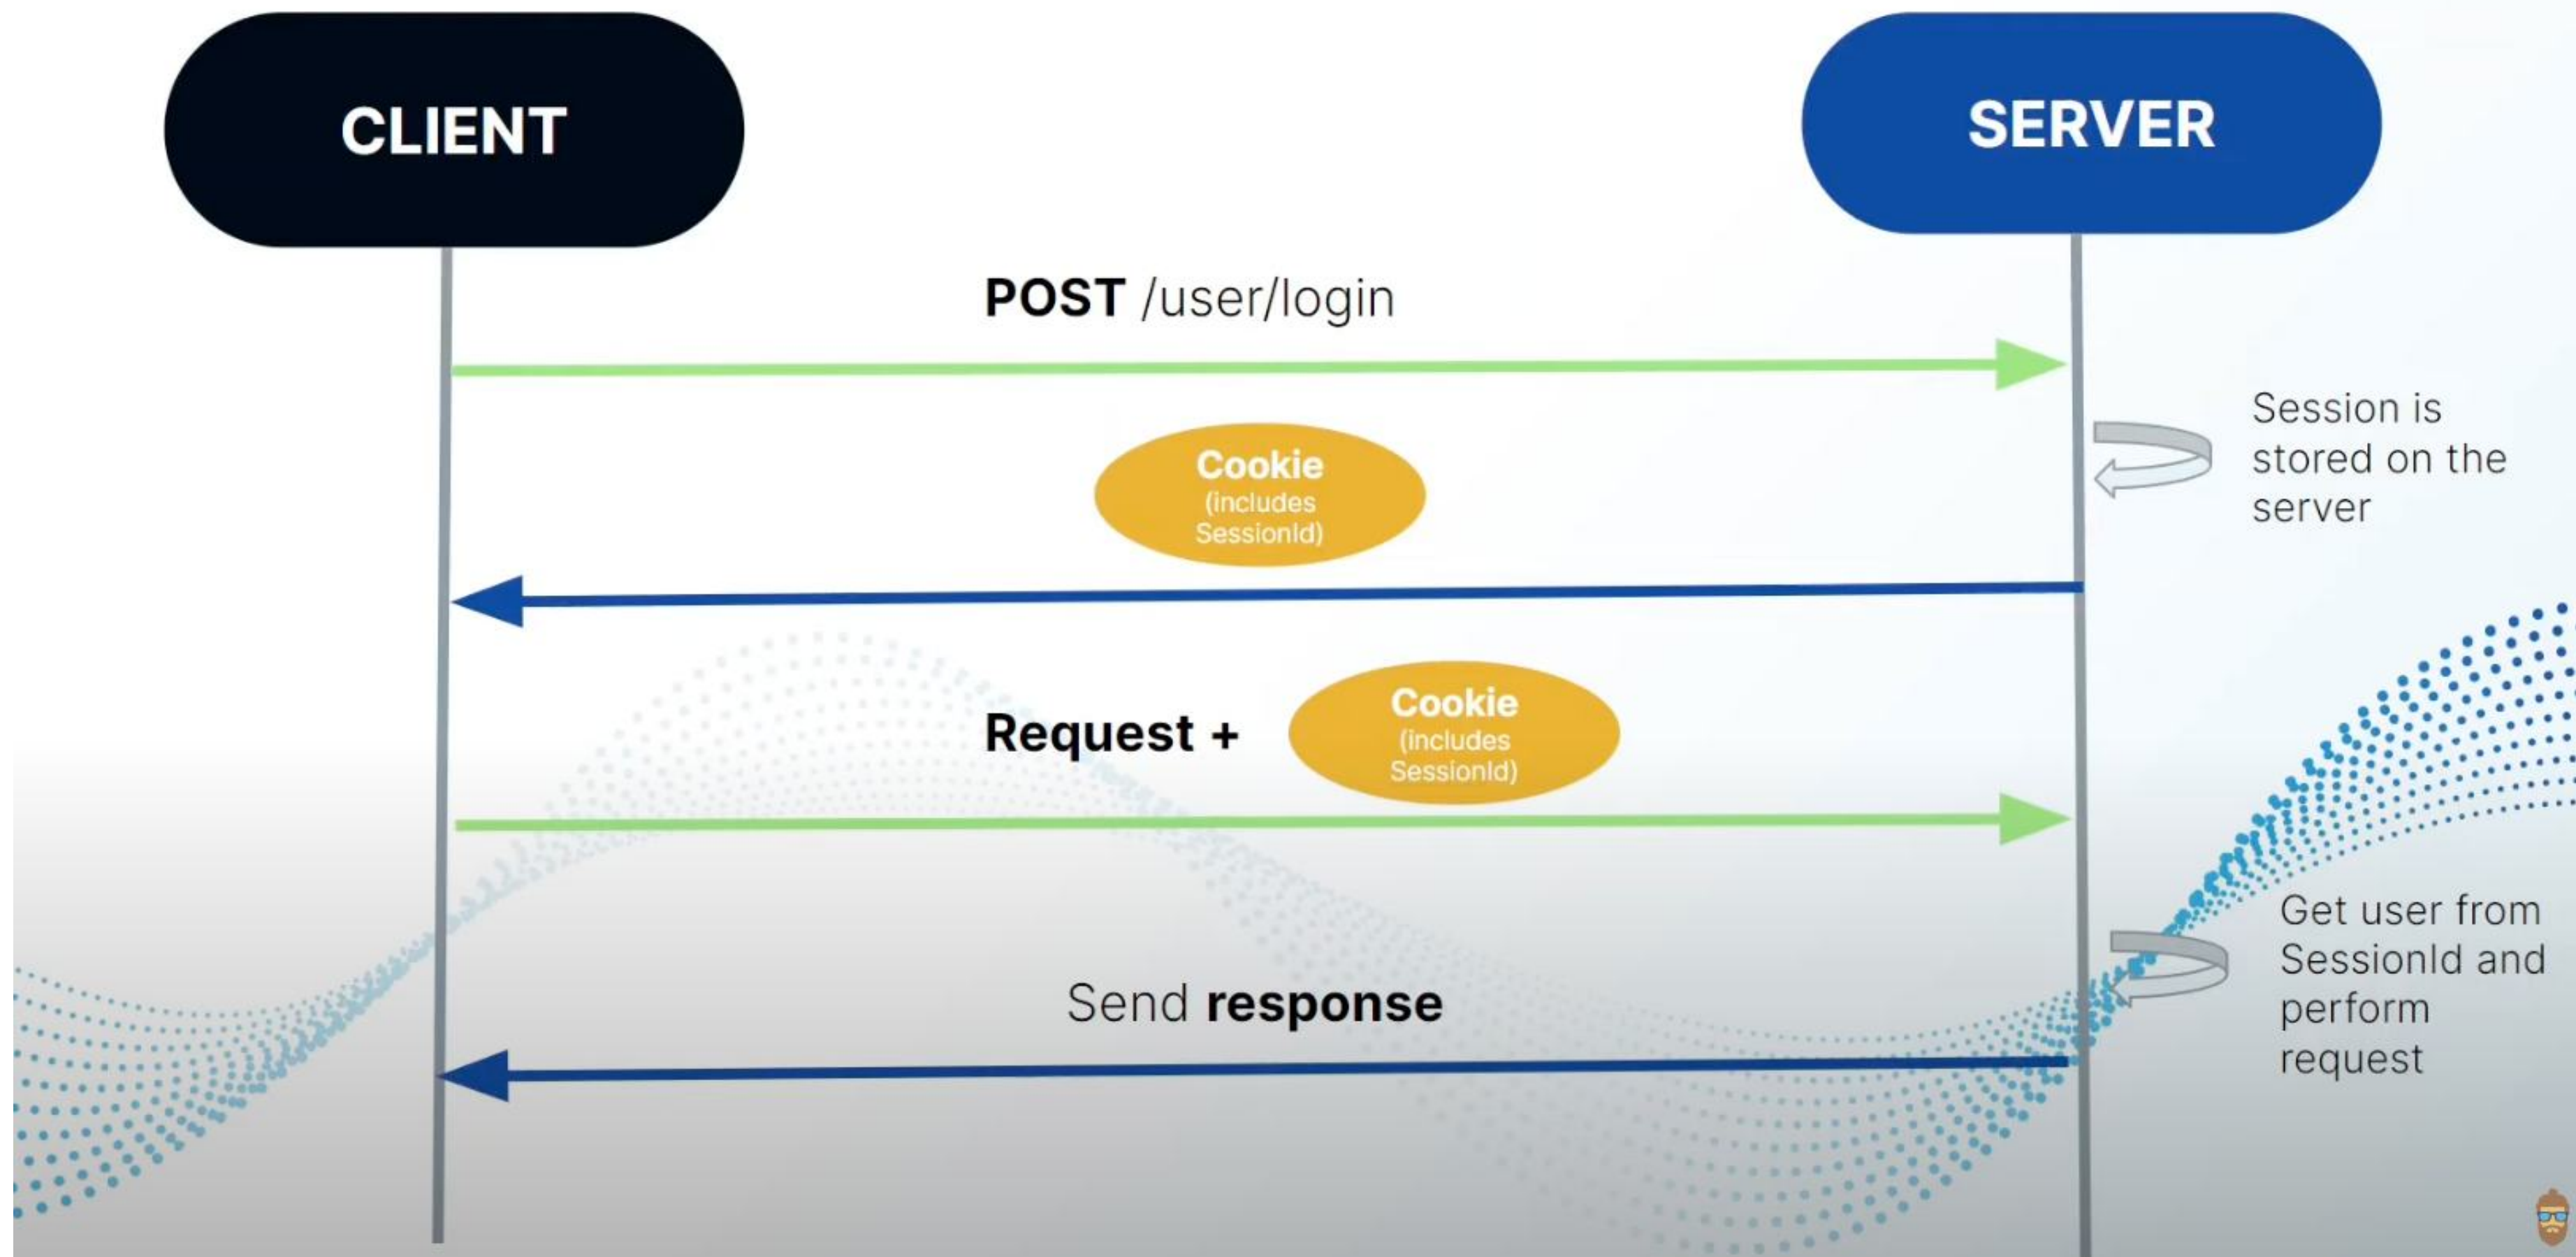 CLIENT
SERVER
POST /user/login
Session is
stored on the
server
Cookie
(includes
SessionId)
Request +
Cookie
(includes
SessionId)
Get user from
SessionId and
perform
request
Send response